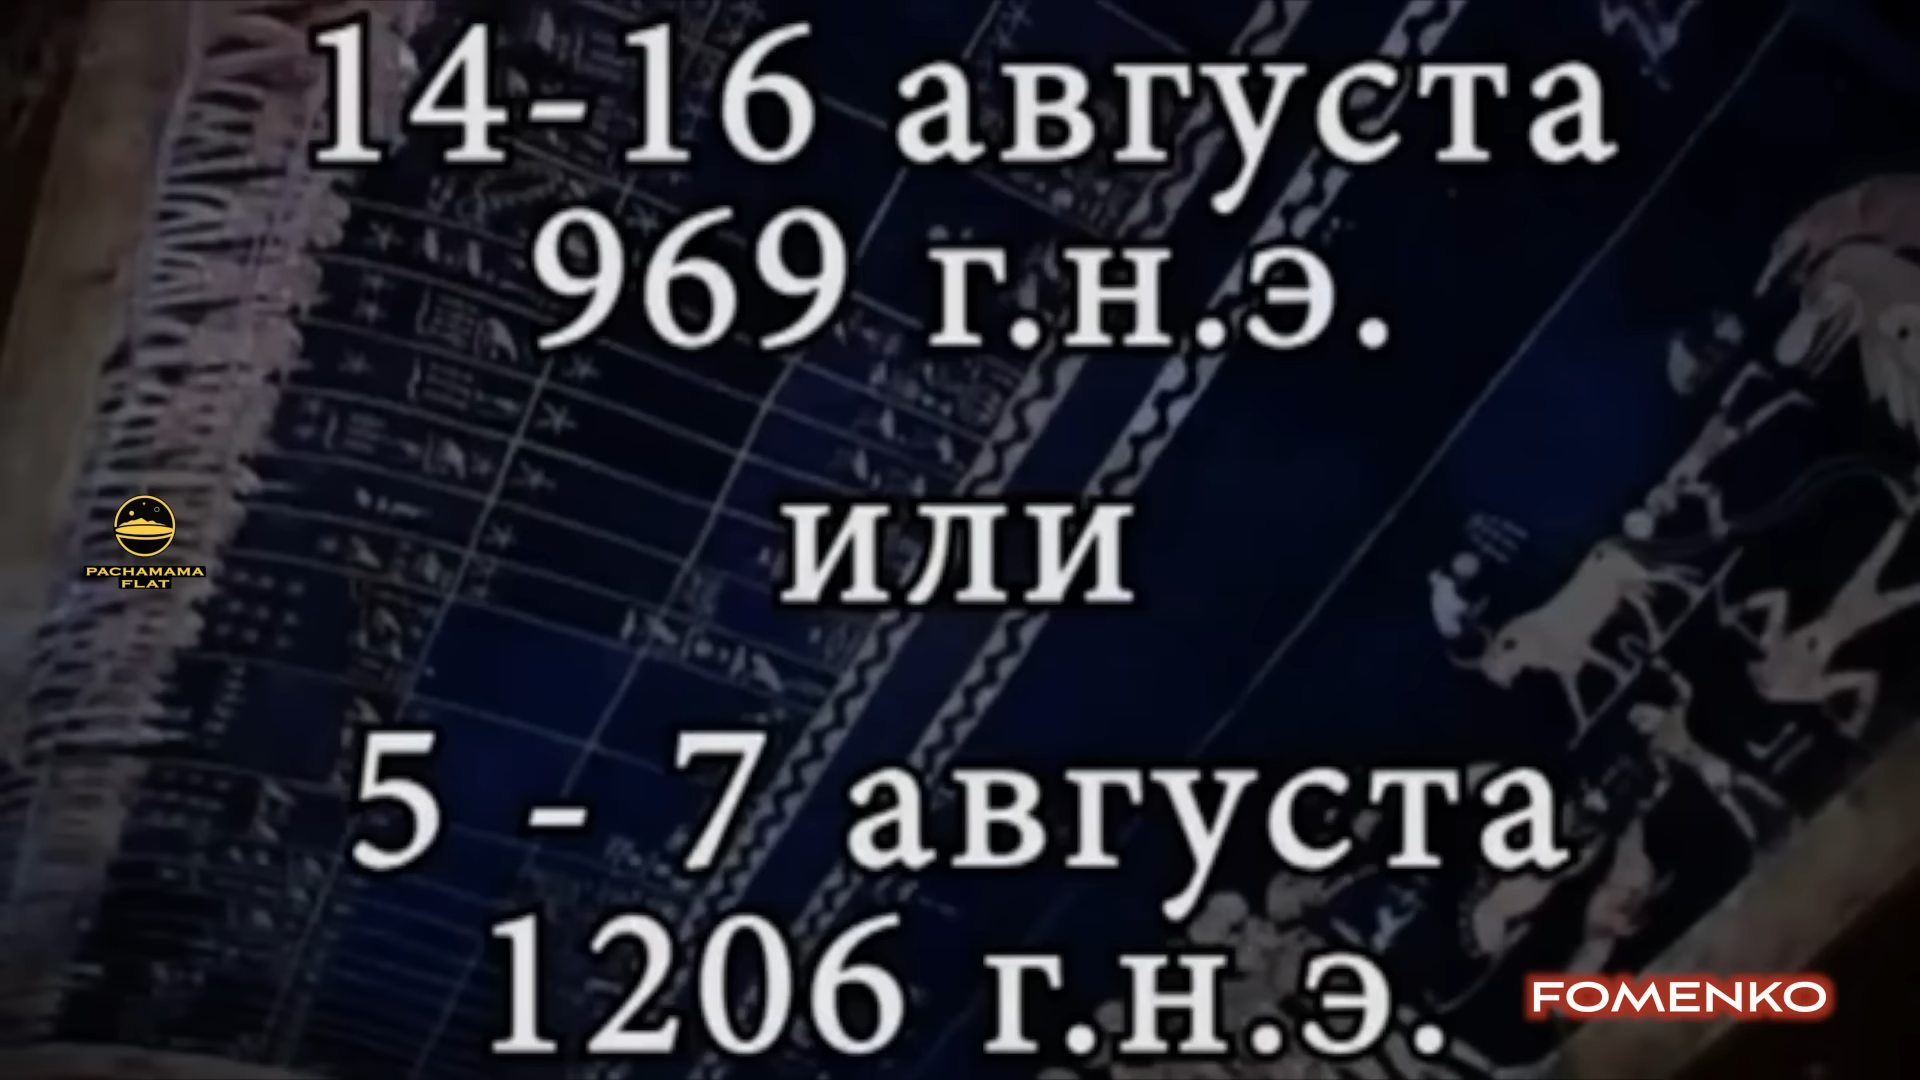 14-16 августа
969 г.н.э.
или
5 - 7 августа
1206 г.н.э.
PACHAMAMA
FLAT
FOMENKO